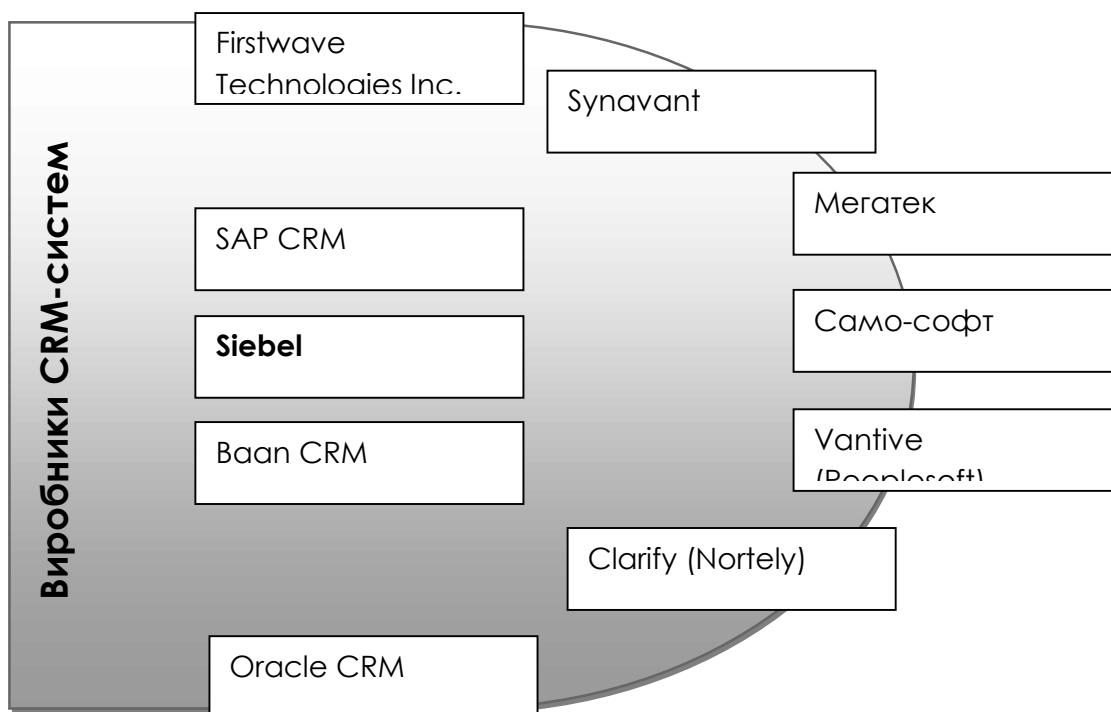 Виробники CRM-систем
Firstwave
Technologies Inc.
Synavant
Мегатек
SAP CRM
Само-софт
Siebel
Vantive
(Peoplesoft)
Baan CRM
Clarify (Nortely)
Oracle CRM